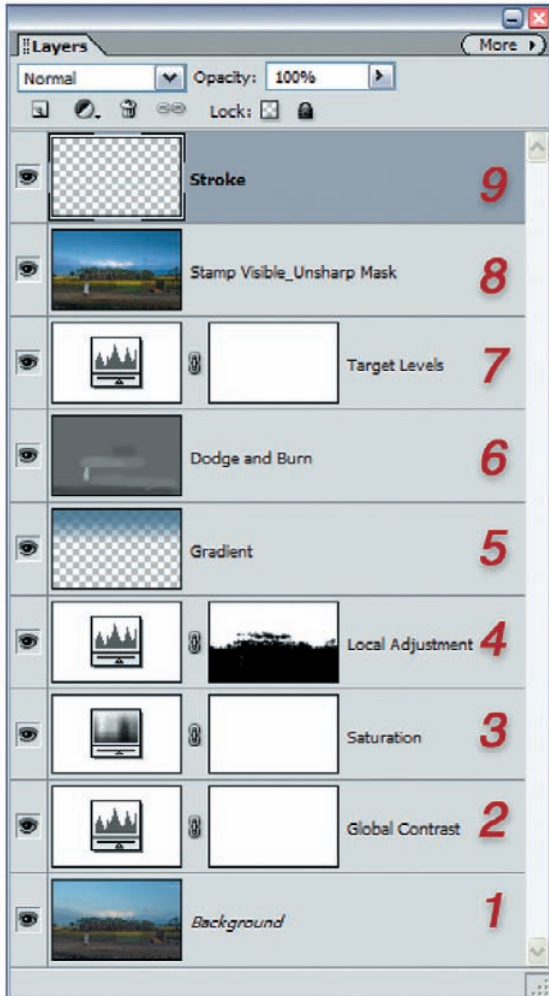 Layers
More
Normal Opacity: 100%
Lock:
Stroke 9
Stamp Visible_Unsharp Mask 8
Target Levels 7
Dodge and Burn 6
Gradient 5
Local Adjustment 4
Saturation 3
Global Contrast 2
Background 1